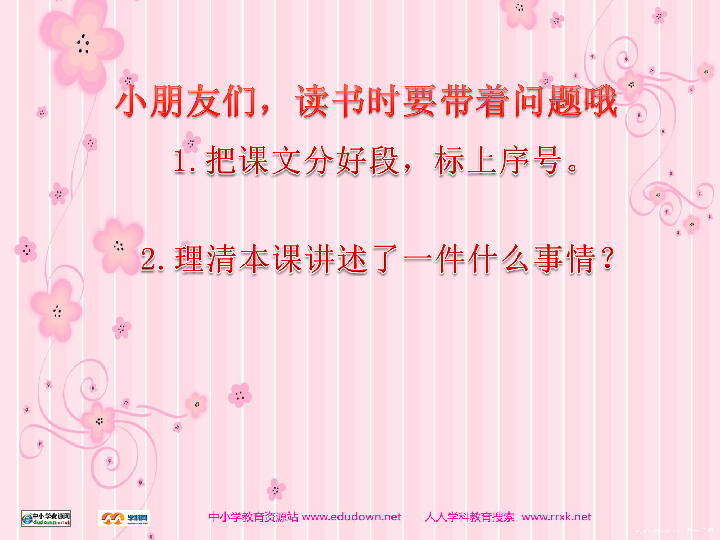 小朋友们，读书时要带着问题哦
1.把课文分好段，标上序号。
2.理清本课讲述了一件什么事情？
中小学教育资源站 www.edudown.net 人人学科教育搜索 www.rrxk.net